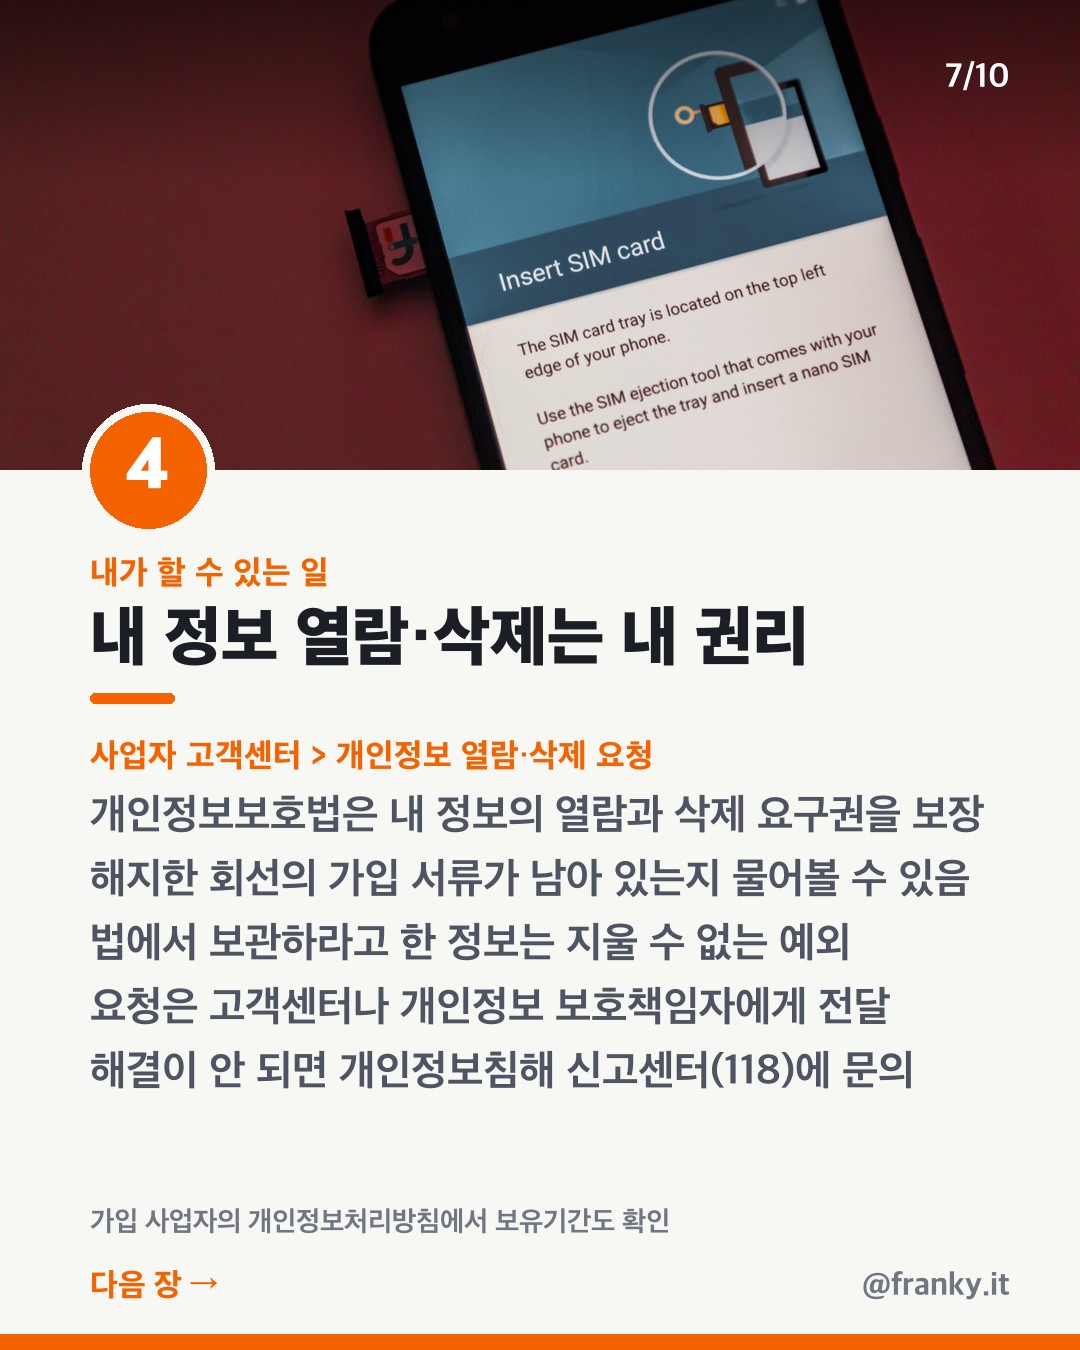 7/10
Insert SIM card
The SIM card tray is located on the top left
edge of your phone.
Use the SIM ejection tool that comes with your
phone to eject the tray and insert a nano SIM
card.
4
내가 할 수 있는 일
내 정보 열람·삭제는 내 권리
사업자 고객센터 > 개인정보 열람·삭제 요청
개인정보보호법은 내 정보의 열람과 삭제 요구권을 보장
해지한 회선의 가입 서류가 남아 있는지 물어볼 수 있음
법에서 보관하라고 한 정보는 지울 수 없는 예외
요청은 고객센터나 개인정보 보호책임자에게 전달
해결이 안 되면 개인정보침해 신고센터(118)에 문의
가입 사업자의 개인정보처리방침에서 보유기간도 확인
다음 장 →
@franky.it